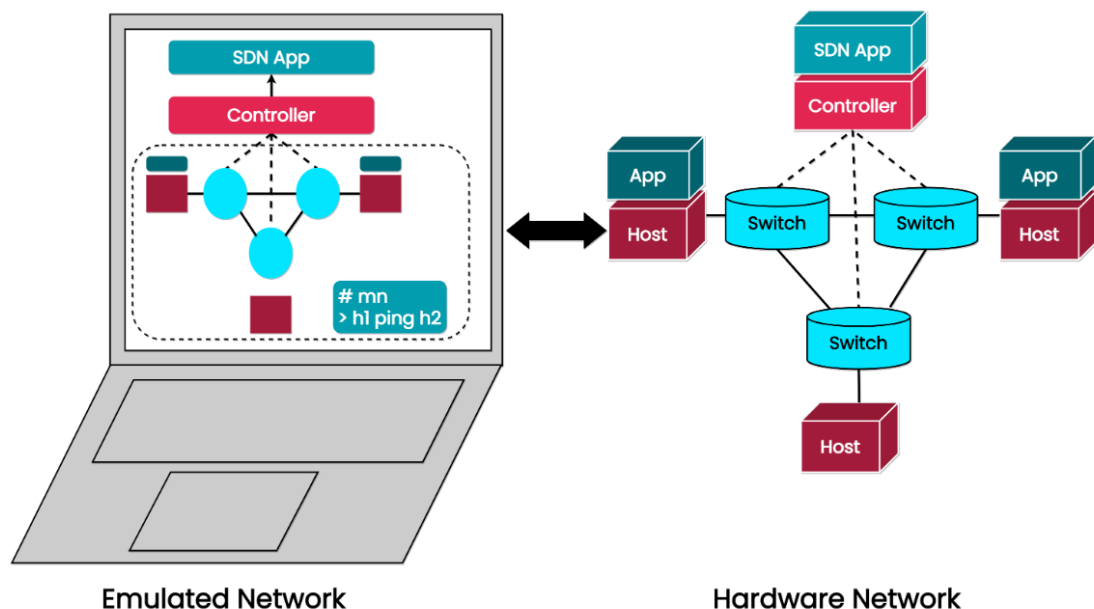 SDN App
Controller
# mn
> h1 ping h2
Emulated Network
SDN App
Controller
App
Host
Switch
Switch
App
Host
Switch
Host
Hardware Network